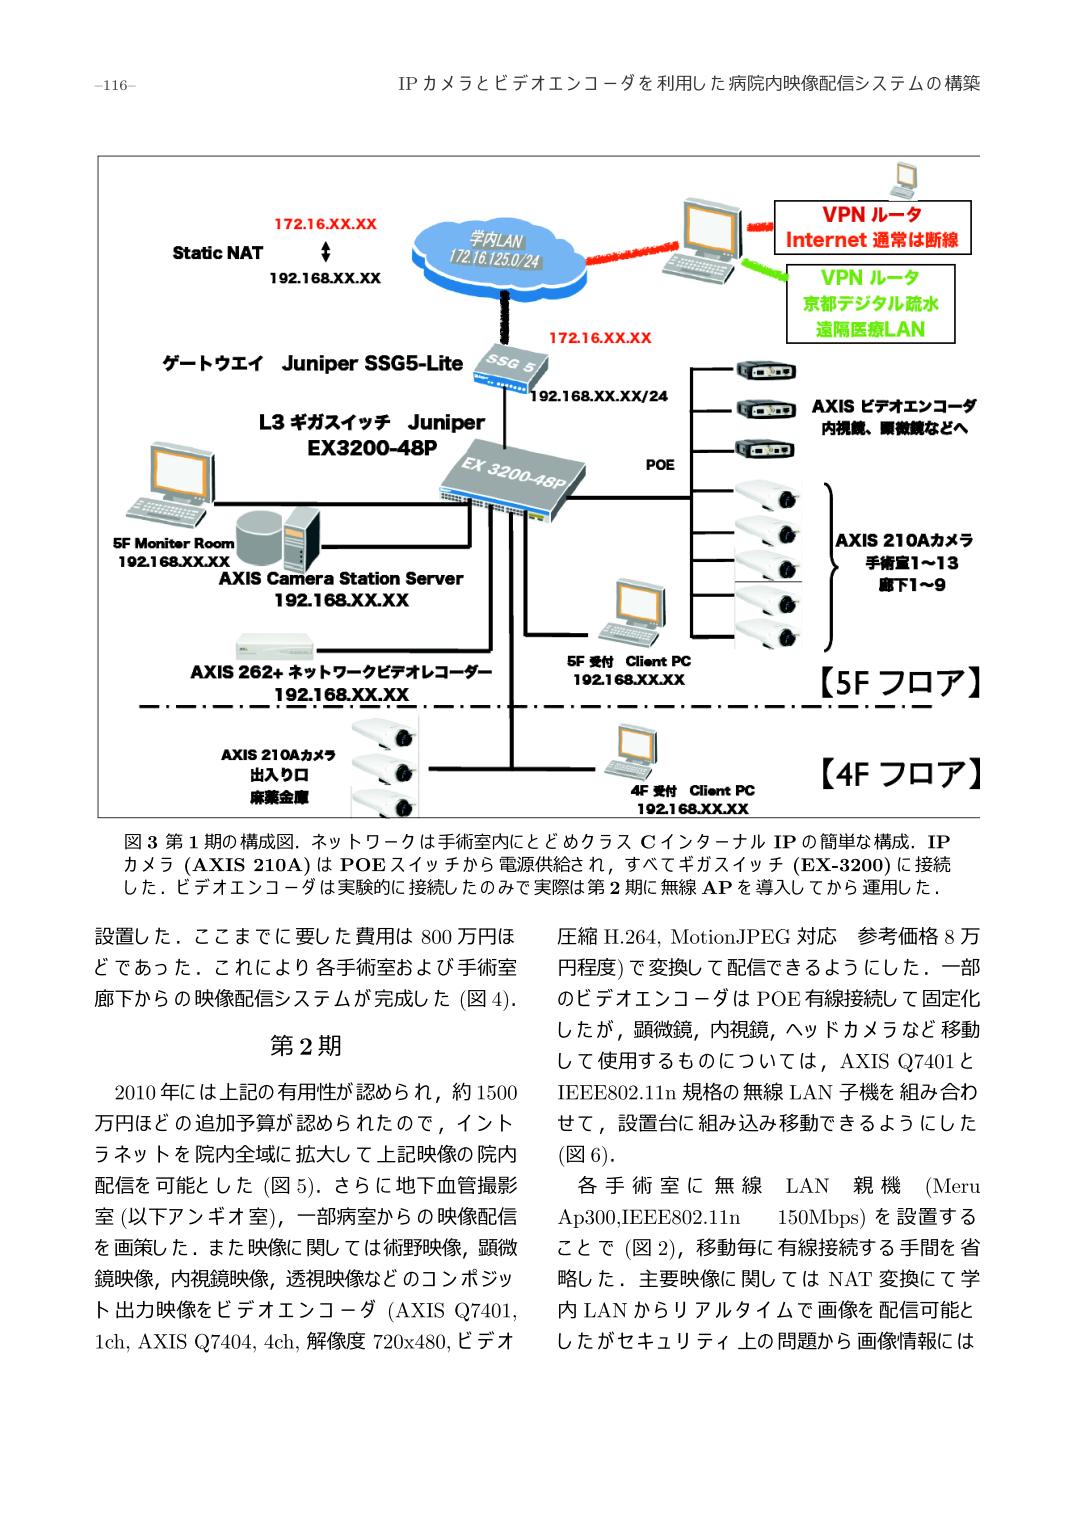 –116–
IP カメラとビデオエンコーダを利用した病院内映像配信システムの構築
172.16.XX.XX
Static NAT
192.168.XX.XX
学内LAN
172.16.125.0/24
VPN ルータ
Internet 通常は断線
VPN ルータ
京都デジタル疏水
遠隔医療LAN
172.16.XX.XX
ゲートウエイ Juniper SSG5-Lite
SSG 5
192.168.XX.XX/24
L3 ギガスイッチ Juniper
EX3200-48P
EX 3200-48P
POE
AXIS ビデオエンコーダ
内視鏡、顕微鏡などへ
5F Moniter Room
192.168.XX.XX
AXIS Camera Station Server
192.168.XX.XX
AXIS 210Aカメラ
手術室1〜13
廊下1〜9
AXIS 262+ ネットワークビデオレコーダー
192.168.XX.XX
5F 受付 Client PC
192.168.XX.XX
【5F フロア】
AXIS 210Aカメラ
出入り口
麻薬金庫
4F 受付 Client PC
192.168.XX.XX
【4F フロア】
図 3 第 1 期の構成図．ネットワークは手術室内にとどめクラス C インターナル IP の簡単な構成．IP
カメラ (AXIS 210A) は POE スイッチから電源供給され，すべてギガスイッチ (EX-3200) に接続
した．ビデオエンコーダは実験的に接続したのみで実際は第 2 期に無線 AP を導入してから運用した．
設置した．ここまでに要した費用は 800 万円ほ
どであった．これにより各手術室および手術室
廊下からの映像配信システムが完成した (図 4)．
第 2 期
2010 年には上記の有用性が認められ，約 1500
万円ほどの追加予算が認められたので，イント
ラネットを院内全域に拡大して上記映像の院内
配信を可能とした (図 5)．さらに地下血管撮影
室 (以下アンギオ室)，一部病室からの映像配信
を画策した．また映像に関しては術野映像，顕微
鏡映像，内視鏡映像，透視映像などのコンポジッ
ト出力映像をビデオエンコーダ (AXIS Q7401,
1ch, AXIS Q7404, 4ch, 解像度 720x480, ビデオ
圧縮 H.264, MotionJPEG 対応　参考価格 8 万
円程度) で変換して配信できるようにした．一部
のビデオエンコーダは POE 有線接続して固定化
したが，顕微鏡，内視鏡，ヘッドカメラなど移動
して使用するものについては，AXIS Q7401 と
IEEE802.11n 規格の無線 LAN 子機を組み合わ
せて，設置台に組み込み移動できるようにした
(図 6)．
各手術室に無線 LAN 親機 (Meru
Ap300,IEEE802.11n　150Mbps) を設置する
ことで (図 2)，移動毎に有線接続する手間を省
略した．主要映像に関しては NAT 変換にて学
内 LAN からリアルタイムで画像を配信可能と
したがセキュリティ上の問題から画像情報には